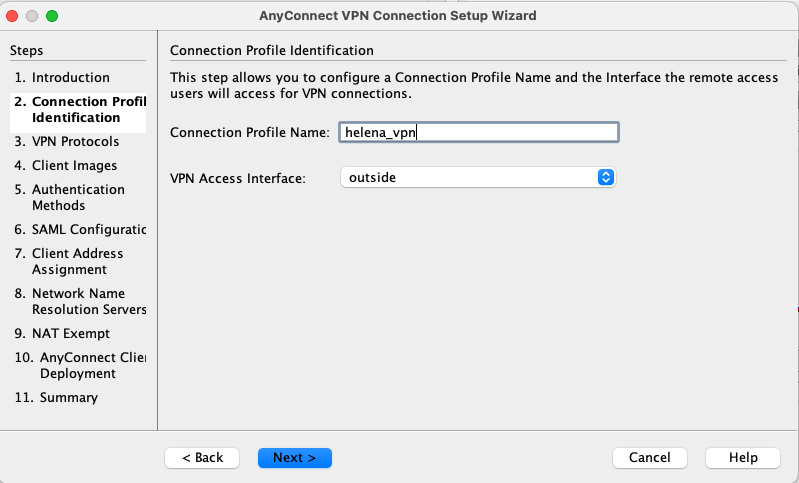 AnyConnect VPN Connection Setup Wizard
Steps
1. Introduction
2. Connection Profil
Identification
3. VPN Protocols
4. Client Images
5. Authentication
Methods
6. SAML Configuratic
7. Client Address
Assignment
8. Network Name
Resolution Servers
9. NAT Exempt
10. AnyConnect Clie
Deployment
11. Summary
Connection Profile Identification
This step allows you to configure a Connection Profile Name and the Interface the remote access
users will access for VPN connections.
Connection Profile Name: helena_vpn
VPN Access Interface: outside
< Back Next > Cancel Help